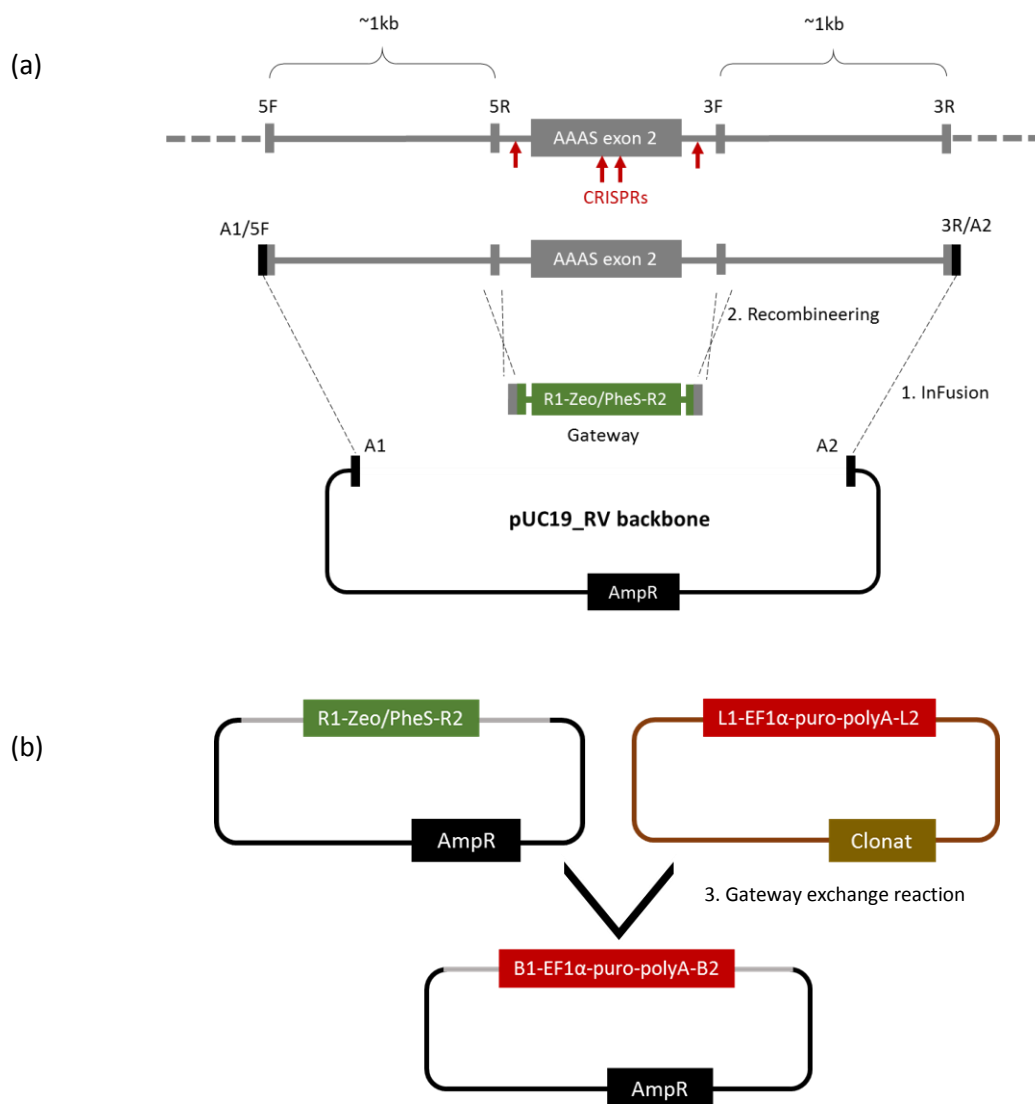 (a)
~1kb
~1kb
5F
5R
3F
3R
AAAS exon 2
CRISPRs
A1/5F
3R/A2
AAAS exon 2
2. Recombineering
R1-Zeo/PheS-R2
1. InFusion
Gateway
A1
A2
pUC19_RV backbone
AmpR
(b)
R1-Zeo/PheS-R2
L1-EF1α-puro-polyA-L2
AmpR
Clonat
3. Gateway exchange reaction
B1-EF1α-puro-polyA-B2
AmpR